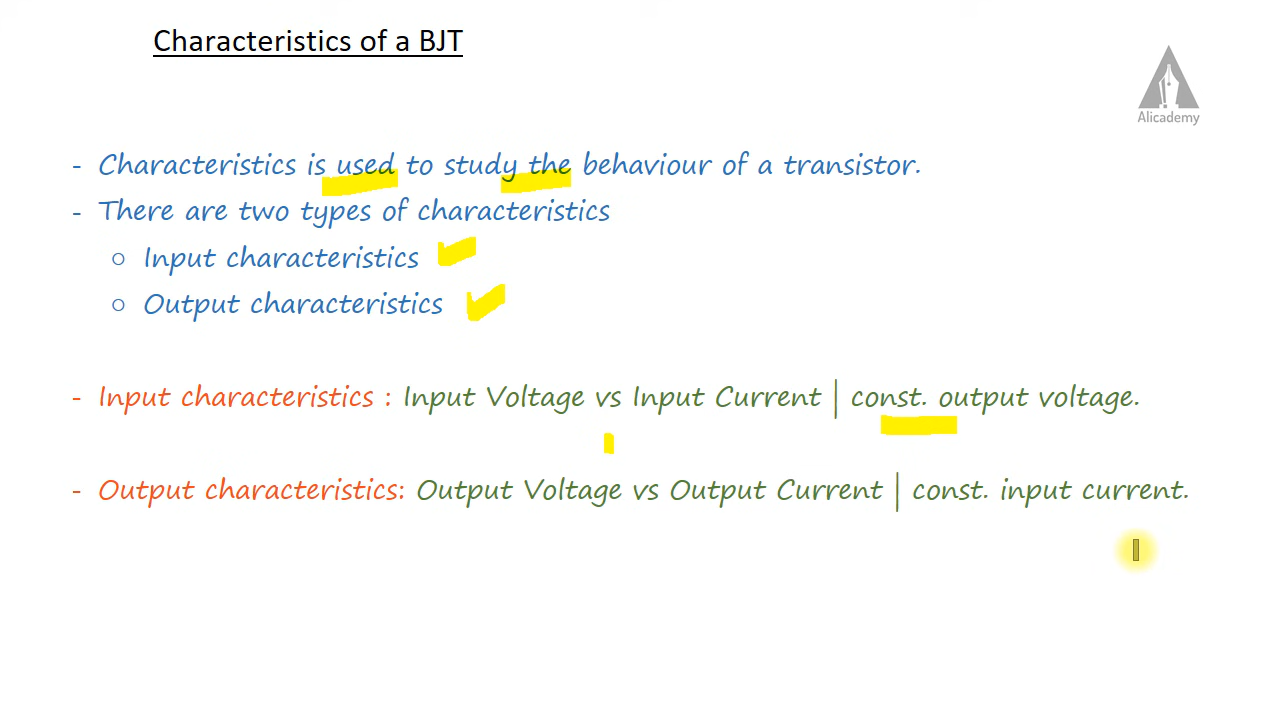 Characteristics of a BJT
Alicademy
- Characteristics is used to study the behaviour of a transistor.
- There are two types of characteristics
○ Input characteristics
○ Output characteristics
- Input characteristics : Input Voltage vs Input Current | const. output voltage.
- Output characteristics: Output Voltage vs Output Current | const. input current.